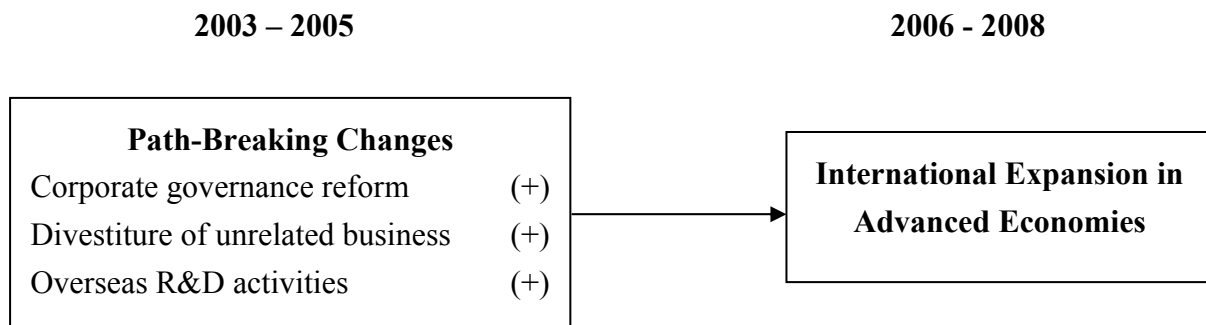 2003 – 2005
2006 - 2008
Path-Breaking Changes
Corporate governance reform (+)
Divestiture of unrelated business (+)
Overseas R&D activities (+)
International Expansion in
Advanced Economies